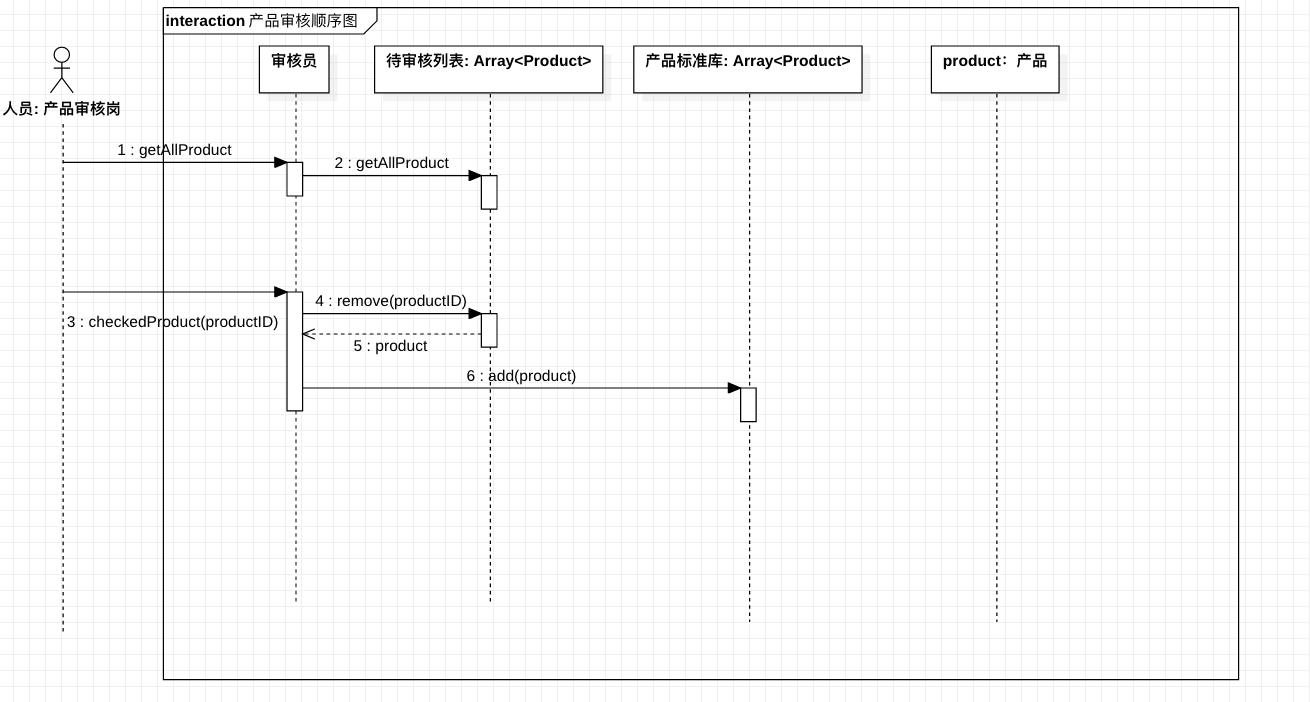 interaction 产品审核顺序图
人员: 产品审核岗
审核员
待审核列表: Array<Product>
产品标准库: Array<Product>
product：产品
1 : getAllProduct
2 : getAllProduct
3 : checkedProduct(productID)
4 : remove(productID)
5 : product
6 : add(product)